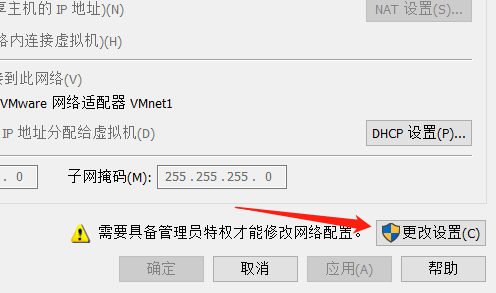 享主机的 IP 地址)(N) NAT 设置(S)...
络内连接虚拟机)(H)
接到此网络(V)
VMware 网络适配器 VMnet1
IP 地址分配给虚拟机(D) DHCP 设置(P)...
. 0 子网掩码(M): 255 . 255 . 255 . 0
需要具备管理员特权才能修改网络配置。 更改设置(C)
确定 取消 应用(A) 帮助